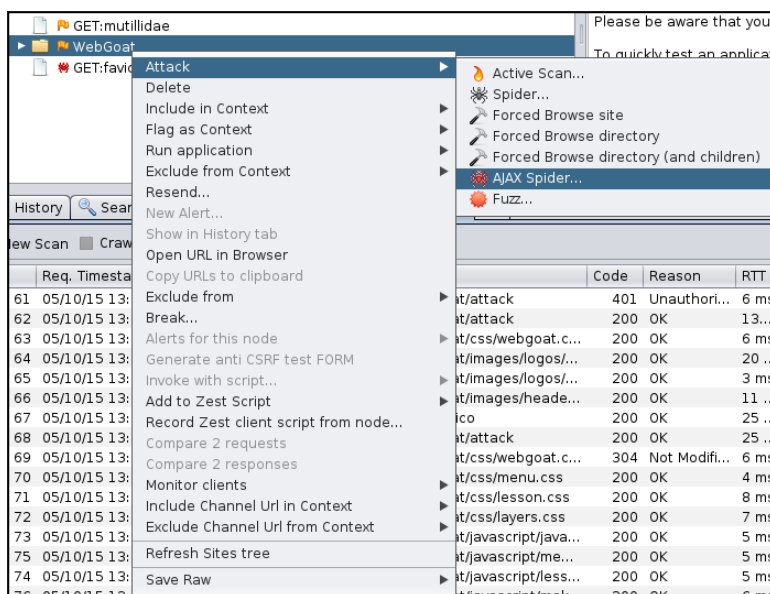 GET:mutillidae
WebGoat
GET:favic
Please be aware that you
To quickly test an applicat
Attack
Delete
Include in Context
Flag as Context
Run application
Exclude from Context
Resend...
New Alert...
Show in History tab
Open URL in Browser
Copy URLs to clipboard
Exclude from
Break...
Alerts for this node
Generate anti CSRF test FORM
Invoke with script...
Add to Zest Script
Record Zest client script from node...
Compare 2 requests
Compare 2 responses
Monitor clients
Include Channel Url in Context
Exclude Channel Url from Context
Refresh Sites tree
Save Raw
Active Scan...
Spider...
Forced Browse site
Forced Browse directory
Forced Browse directory (and children)
AJAX Spider...
Fuzz...
History Sear
lew Scan Craw
Req. Timesta Code Reason RTT
61 05/10/15 13: at/attack 401 Unauthori... 6 ms
62 05/10/15 13: at/attack 200 OK 13...
63 05/10/15 13: at/css/webgoat.c... 200 OK 6 ms
64 05/10/15 13: at/images/logos/... 200 OK 20 ..
65 05/10/15 13: at/images/logos/... 200 OK 3 ms
66 05/10/15 13: at/images/heade... 200 OK 11 ..
67 05/10/15 13: ico 200 OK 25 ..
68 05/10/15 13: at/attack 200 OK 25 ..
69 05/10/15 13: at/css/webgoat.c... 304 Not Modifi... 6 ms
70 05/10/15 13: at/css/menu.css 200 OK 4 ms
71 05/10/15 13: at/css/lesson.css 200 OK 8 ms
72 05/10/15 13: at/css/layers.css 200 OK 7 ms
73 05/10/15 13: at/javascript/java... 200 OK 5 ms
75 05/10/15 13: at/javascript/me... 200 OK 5 ms
74 05/10/15 13: at/javascript/less... 200 OK 5 ms